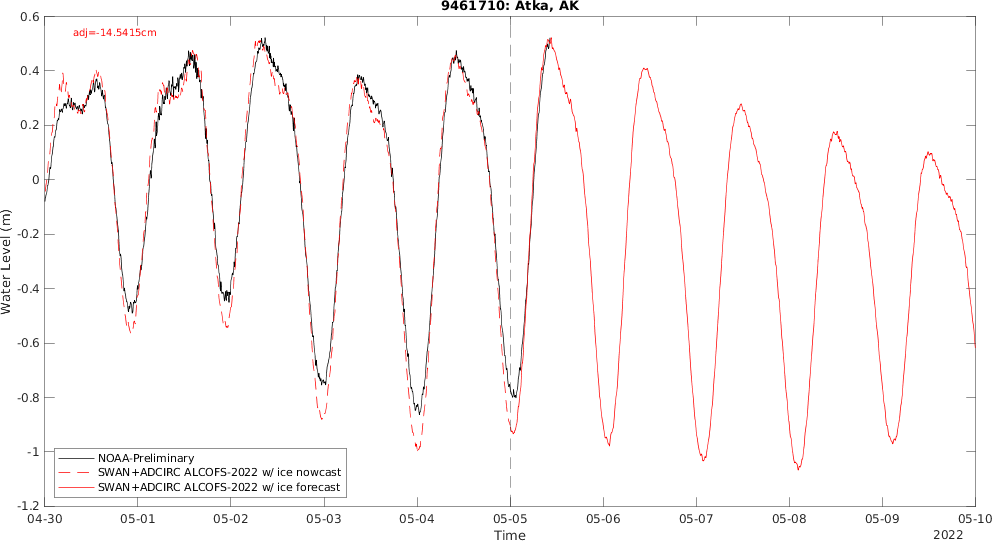 9461710: Atka, AK
adj=-14.5415cm
0.6
0.4
0.2
0
-0.2
-0.4
-0.6
-0.8
-1
-1.2
Water Level (m)
NOAA-Preliminary
SWAN+ADCIRC ALCOFS-2022 w/ ice nowcast
SWAN+ADCIRC ALCOFS-2022 w/ ice forecast
04-30 05-01 05-02 05-03 05-04 05-05 05-06 05-07 05-08 05-09 05-10
Time
2022